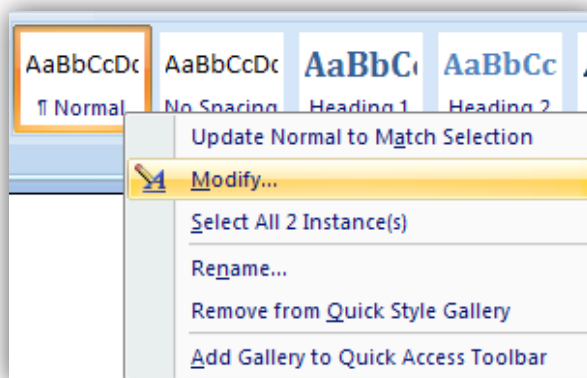 AaBbCcDc AaBbCcDc AaBbC AaBbCc
¶ Normal No Spacing Heading 1 Heading 2
Update Normal to Match Selection
Modify...
Select All 2 Instance(s)
Rename...
Remove from Quick Style Gallery
Add Gallery to Quick Access Toolbar